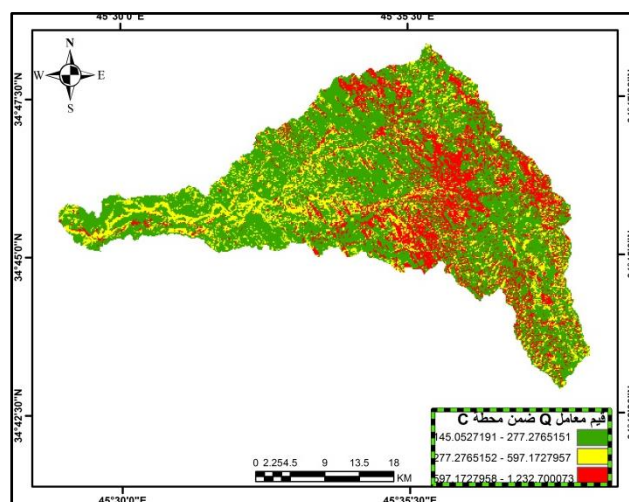 45°30'0"E 45°35'30"E
N
W E
S
34°47'30"N
34°45'0"N
34°42'30"N
قيم معامل Q ضمن محطة C
145.0527191 - 277.2765151
277.2765152 - 597.1727957
597.1727958 - 1,232.700073
0 2.25 4.5 9 13.5 18
KM
45°30'0"E 45°35'30"E